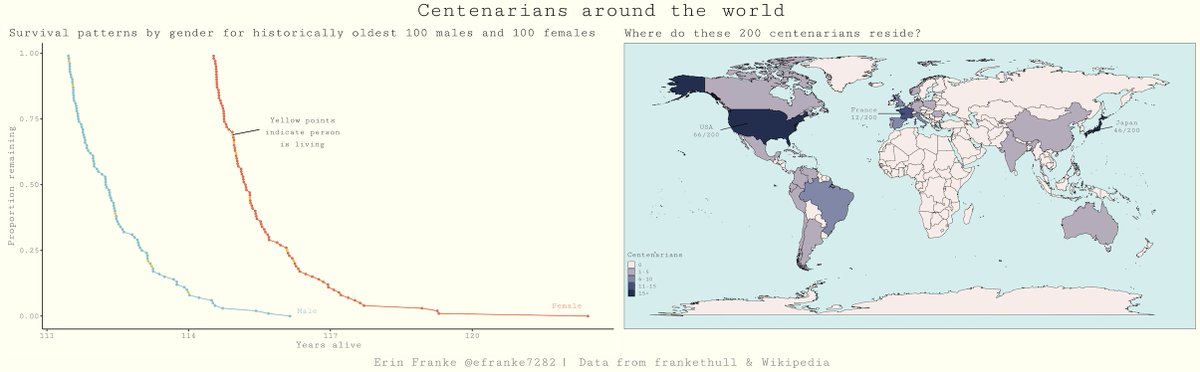 Centenarians around the world
Survival patterns by gender for historically oldest 100 males and 100 females
1.00
0.75
0.50
0.25
0.00
Proportion remaining
Yellow points
indicate person
is living
Male
Female
111
114
117
120
Years alive
Where do these 200 centenarians reside?
USA
66/200
France
12/200
Japan
46/200
Centenarians
0
1-5
6-10
11-15
15+
Erin Franke @efranke7282 | Data from frankethull & Wikipedia